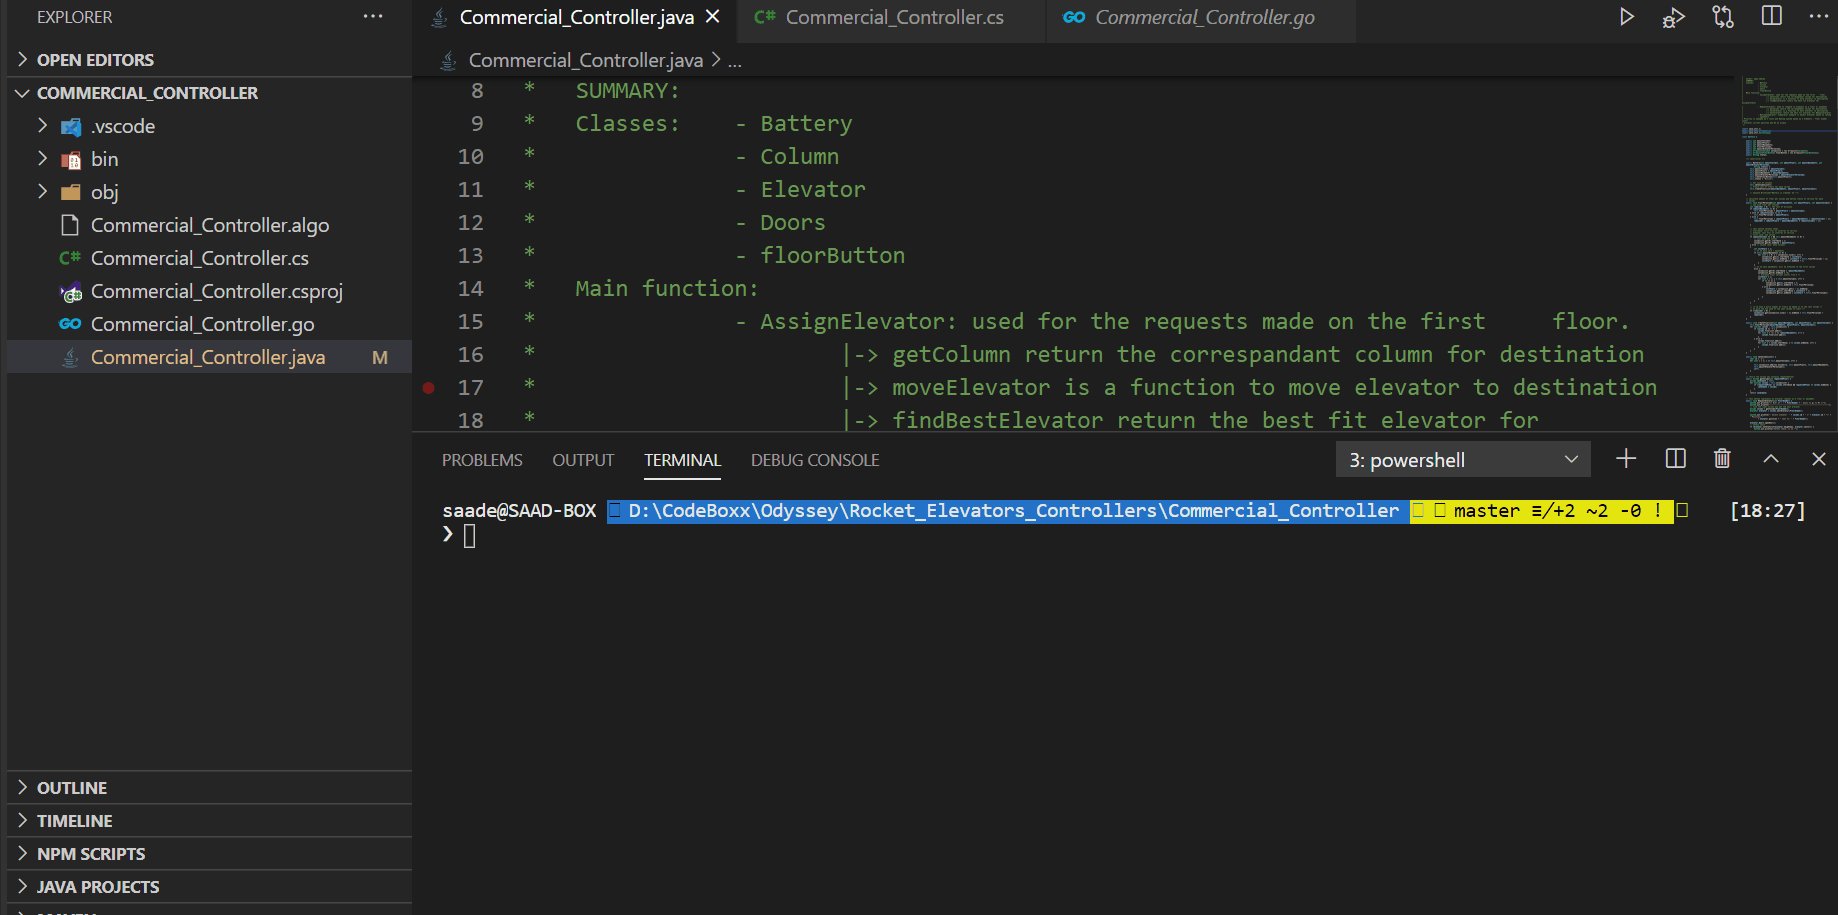 EXPLORER
OPEN EDITORS
COMMERCIAL_CONTROLLER
.vscode
bin
obj
Commercial_Controller.algo
Commercial_Controller.cs
Commercial_Controller.csproj
Commercial_Controller.go
Commercial_Controller.java M
OUTLINE
TIMELINE
NPM SCRIPTS
JAVA PROJECTS
Commercial_Controller.java
C# Commercial_Controller.cs
GO Commercial_Controller.go
Commercial_Controller.java > ...
8 * SUMMARY:
9 * Classes: - Battery
10 * - Column
11 * - Elevator
12 * - Doors
13 * - floorButton
14 * Main function:
15 * - AssignElevator: used for the requests made on the first floor.
16 * |-> getColumn return the correspandant column for destination
17 * |-> moveElevator is a function to move elevator to destination
18 * |-> findBestElevator return the best fit elevator for
PROBLEMS OUTPUT TERMINAL DEBUG CONSOLE 3: powershell
saade@SAAD-BOX D:\CodeBoxx\Odyssey\Rocket_Elevators_Controllers\Commercial_Controller master ≡/+2 ~2 -0 ! [18:27]
❯